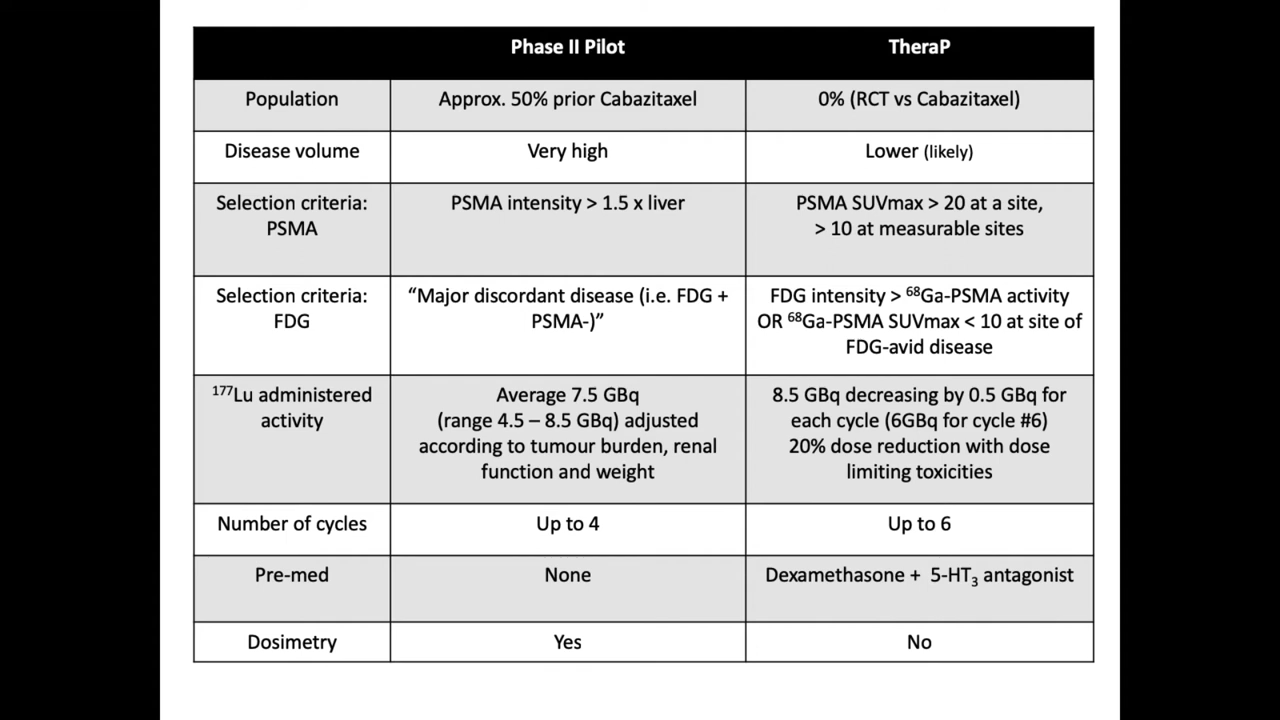 Phase II Pilot
TheraP
Population
Approx. 50% prior Cabazitaxel
0% (RCT vs Cabazitaxel)
Disease volume
Very high
Lower (likely)
Selection criteria:
PSMA
PSMA intensity > 1.5 x liver
PSMA SUVmax > 20 at a site,
> 10 at measurable sites
Selection criteria:
FDG
“Major discordant disease (i.e. FDG +
PSMA-)”
FDG intensity > ⁶⁸Ga-PSMA activity
OR ⁶⁸Ga-PSMA SUVmax < 10 at site of
FDG-avid disease
¹⁷⁷Lu administered
activity
Average 7.5 GBq
(range 4.5 – 8.5 GBq) adjusted
according to tumour burden, renal
function and weight
8.5 GBq decreasing by 0.5 GBq for
each cycle (6GBq for cycle #6)
20% dose reduction with dose
limiting toxicities
Number of cycles
Up to 4
Up to 6
Pre-med
None
Dexamethasone + 5-HT₃ antagonist
Dosimetry
Yes
No